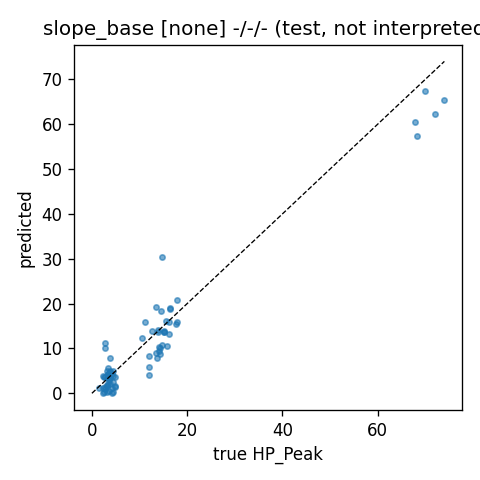 slope_base [none] -/-/- (test, not interpreted
predicted
70
60
50
40
30
20
10
0
0 20 40 60
true HP_Peak